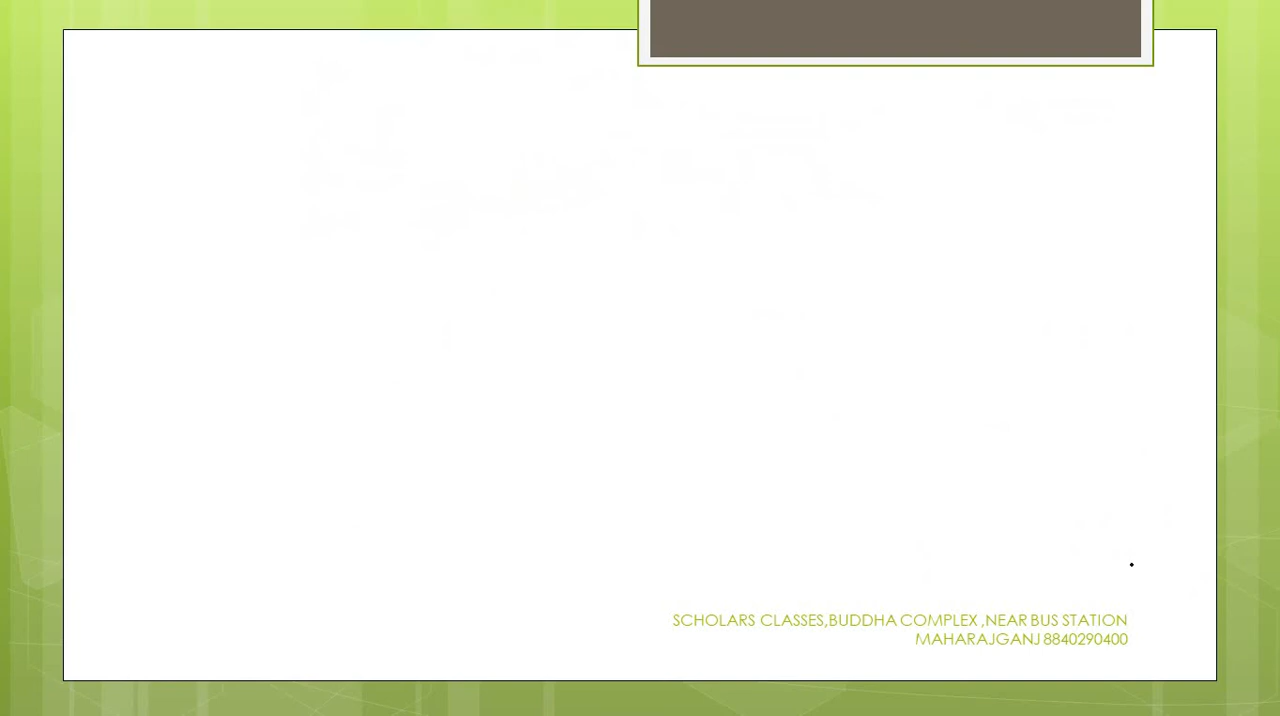 SCHOLARS CLASSES,BUDDHA COMPLEX ,NEAR BUS STATION
MAHARAJGANJ 8840290400